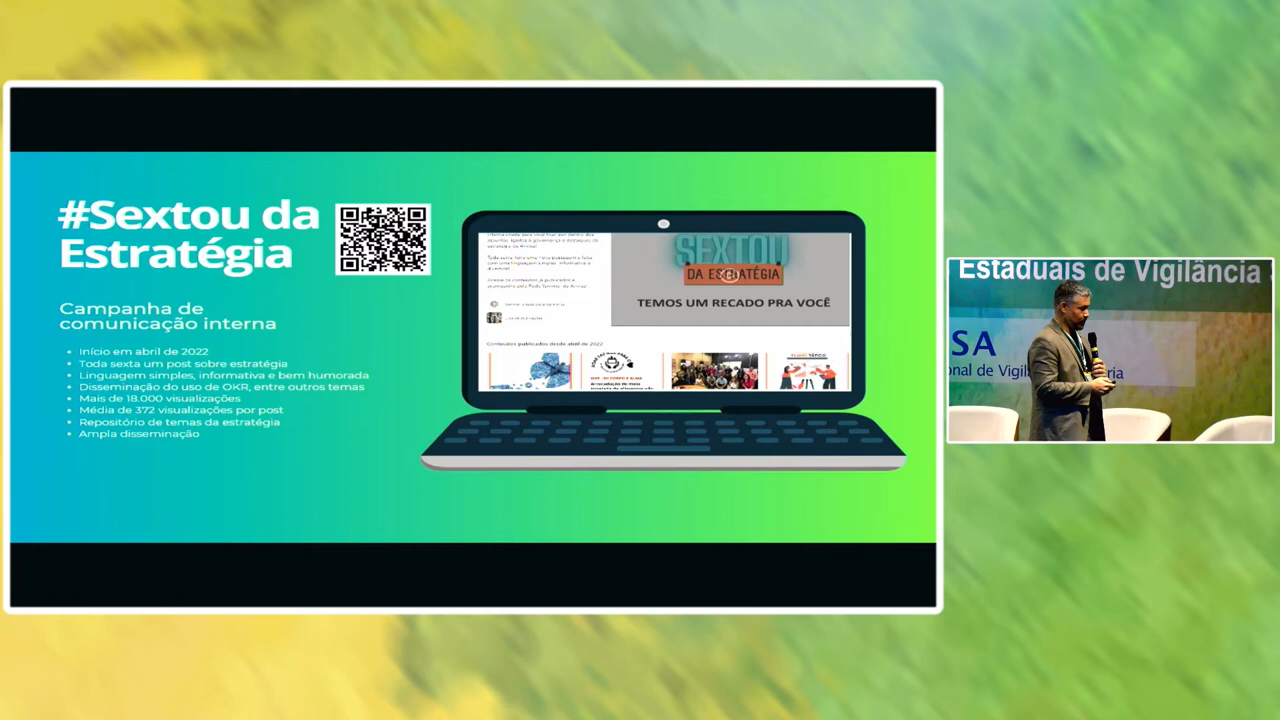 #Sextou da
Estratégia
Campanha de
comunicação interna
Início em abril de 2022
Toda sexta um post sobre estratégia
Linguagem simples, informativa e bem humorada
Disseminação do uso de OKR, entre outros temas
Mais de 18.000 visualizações
Média de 372 visualizações por post
Repositório de temas da estratégia
Ampla disseminação
SEXTOU
DA ESTRATÉGIA
TEMOS UM RECADO PRA VOCÊ
Conteúdos publicados desde abril de 2022
Estaduais de Vigilância
SA
onal de Vigil ria